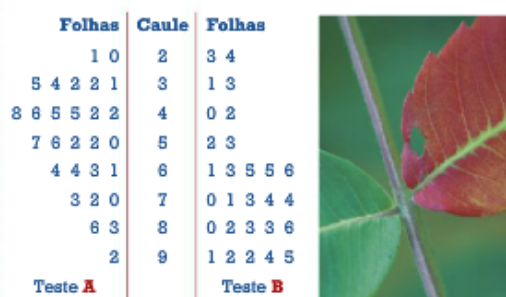 Folhas Caule Folhas
1 0 2 3 4
5 4 2 2 1 3 1 3
8 6 5 5 2 2 4 0 2
7 6 2 2 0 5 2 3
4 4 3 1 6 1 3 5 5 6
3 2 0 7 0 1 3 4 4
6 3 8 0 2 3 3 6
2 9 1 2 2 4 5
Teste A Teste B